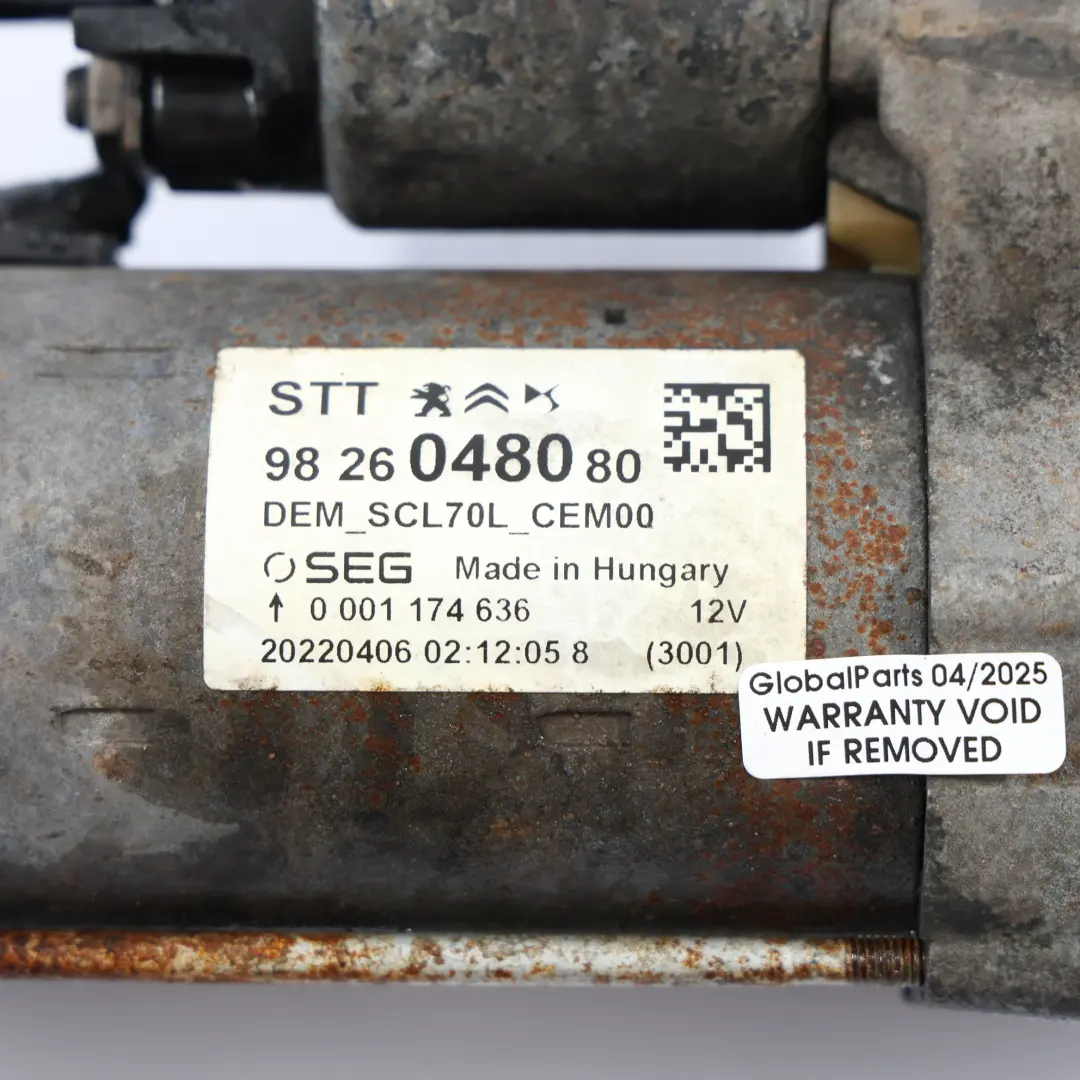 STT
98 26 0480 80
DEM_SCL70L_CEM00
SEG Made in Hungary
↑ 0 001 174 636 12V
20220406 02:12:05 8 (3001)
GlobalParts 04/2025
WARRANTY VOID
IF REMOVED